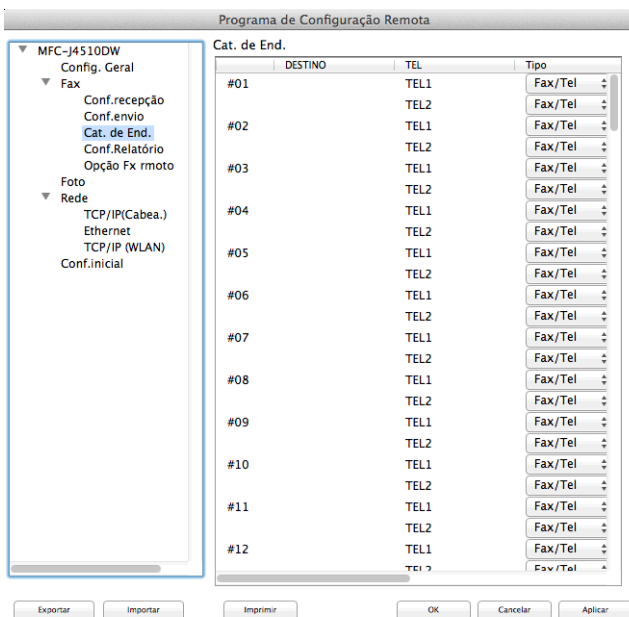 Programa de Configuração Remota
MFC-J4510DW
Config. Geral
Fax
Conf.recepção
Conf.envio
Cat. de End.
Conf.Relatório
Opção Fx rmoto
Foto
Rede
TCP/IP(Cabea.)
Ethernet
TCP/IP (WLAN)
Conf.inicial
Cat. de End.
DESTINO TEL Tipo
#01 TEL1 Fax/Tel
TEL2 Fax/Tel
#02 TEL1 Fax/Tel
TEL2 Fax/Tel
#03 TEL1 Fax/Tel
TEL2 Fax/Tel
#04 TEL1 Fax/Tel
TEL2 Fax/Tel
#05 TEL1 Fax/Tel
TEL2 Fax/Tel
#06 TEL1 Fax/Tel
TEL2 Fax/Tel
#07 TEL1 Fax/Tel
TEL2 Fax/Tel
#08 TEL1 Fax/Tel
TEL2 Fax/Tel
#09 TEL1 Fax/Tel
TEL2 Fax/Tel
#10 TEL1 Fax/Tel
TEL2 Fax/Tel
#11 TEL1 Fax/Tel
TEL2 Fax/Tel
#12 TEL1 Fax/Tel
TEL2 Fax/Tel
Exportar Importar Imprimir OK Cancelar Aplicar